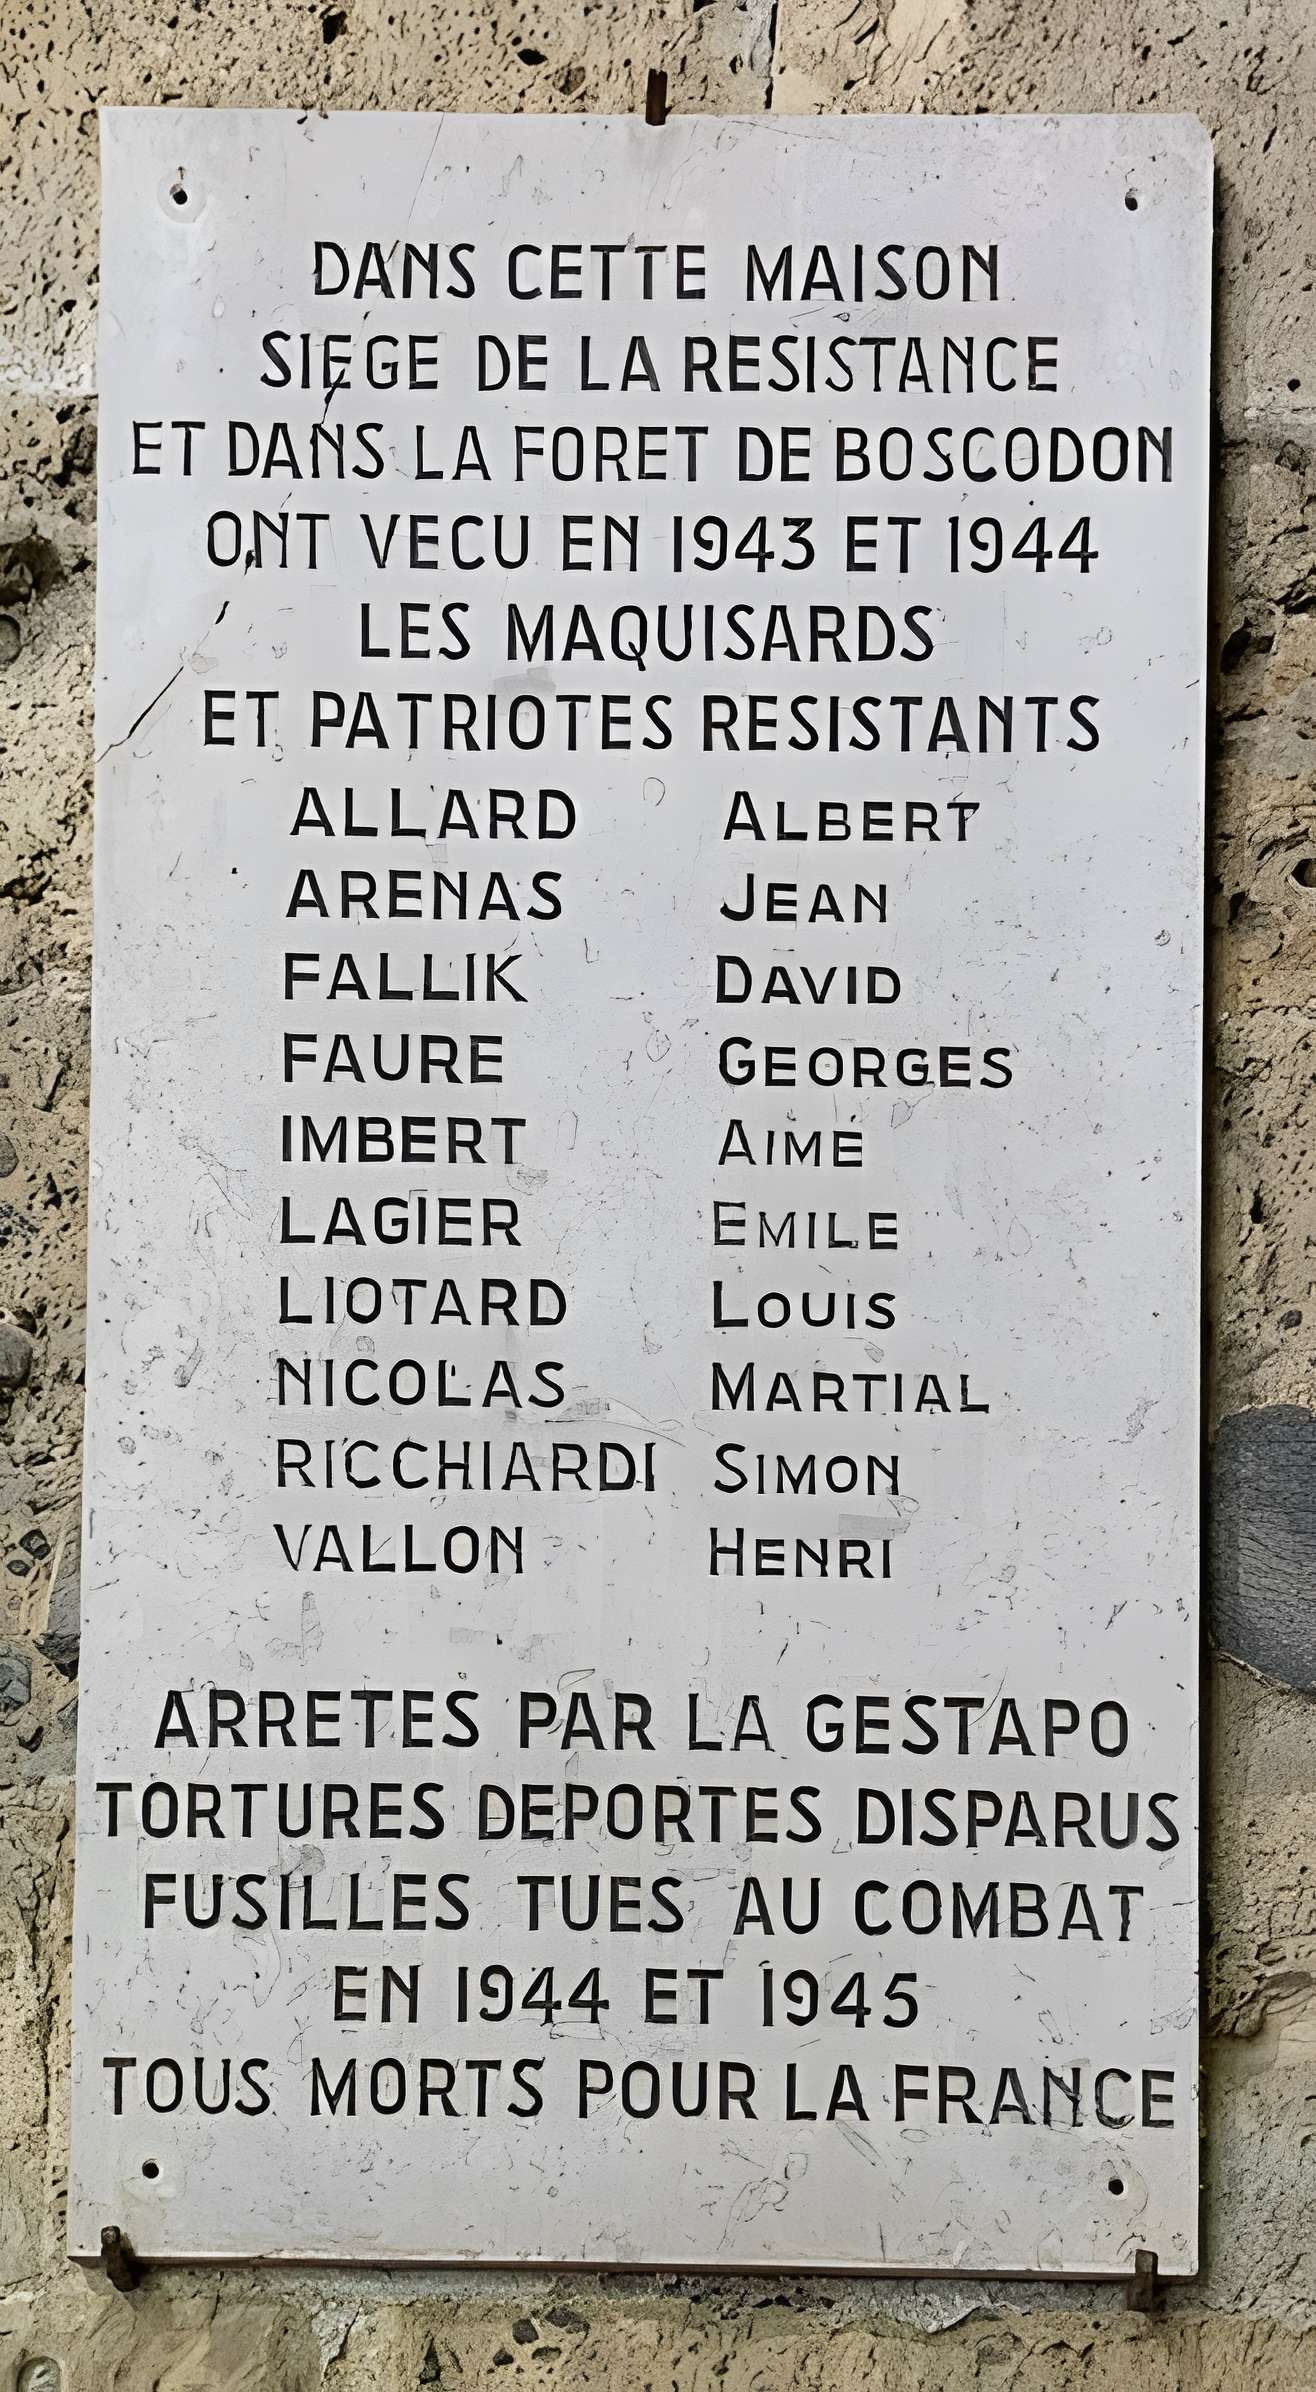 DANS CETTE MAISON
SIEGE DE LA RESISTANCE
ET DANS LA FORET DE BOSCODON
ONT VECU EN 1943 ET 1944
LES MAQUISARDS
ET PATRIOTES RESISTANTS
ALLARD ALBERT
ARENAS JEAN
FALLIK DAVID
FAURE GEORGES
IMBERT AIMÉ
LAGIER EMILE
LIOTARD LOUIS
NICOLAS MARTIAL
RICCHIARDI SIMON
VALLON HENRI
ARRETES PAR LA GESTAPO
TORTURES DEPORTES DISPARUS
FUSILLES TUES AU COMBAT
EN 1944 ET 1945
TOUS MORTS POUR LA FRANCE